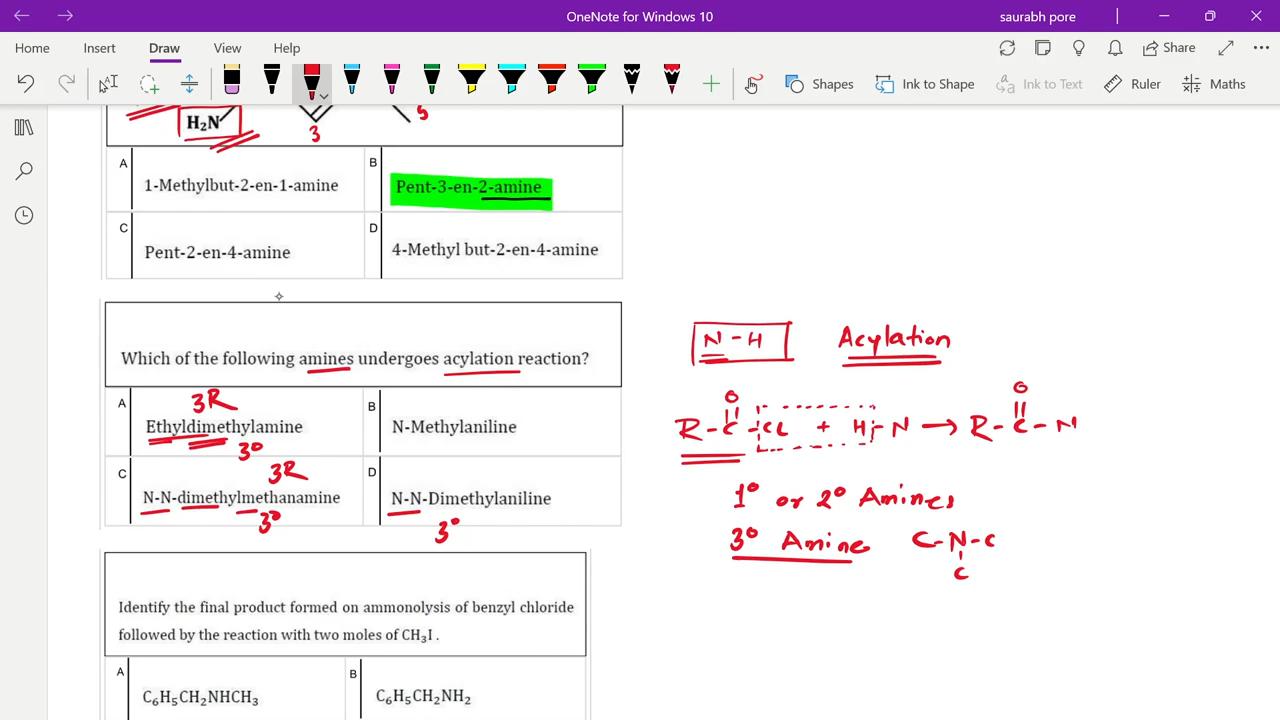 OneNote for Windows 10
saurabh pore
Home Insert Draw View Help
Share
Shapes
Ink to Shape
Ink to Text
Ruler
Maths
H₂N
3
5
A
1-Methylbut-2-en-1-amine
B
Pent-3-en-2-amine
C
Pent-2-en-4-amine
D
4-Methyl but-2-en-4-amine
Which of the following amines undergoes acylation reaction?
A
3R
Ethyldimethylamine
3°
B
N-Methylaniline
C
3R
N-N-dimethylmethanamine
3°
D
N-N-Dimethylaniline
3°
N-H Acylation
O O
|| ||
R-C-CL + H-N → R-C-N
1° or 2° Amines
3° Amine C-N-C
C
Identify the final product formed on ammonolysis of benzyl chloride
followed by the reaction with two moles of CH₃I .
A
C₆H₅CH₂NHCH₃
B
C₆H₅CH₂NH₂